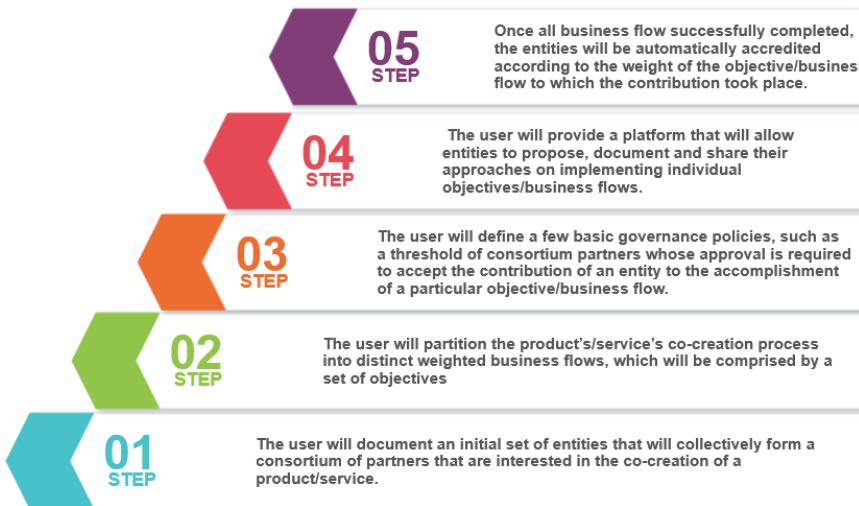 05
STEP
Once all business flow successfully completed,
the entities will be automatically accredited
according to the weight of the objective/business
flow to which the contribution took place.
04
STEP
The user will provide a platform that will allow
entities to propose, document and share their
approaches on implementing individual
objectives/business flows.
03
STEP
The user will define a few basic governance policies, such as
a threshold of consortium partners whose approval is required
to accept the contribution of an entity to the accomplishment
of a particular objective/business flow.
02
STEP
The user will partition the product's/service's co-creation process
into distinct weighted business flows, which will be comprised by a
set of objectives
01
STEP
The user will document an initial set of entities that will collectively form a
consortium of partners that are interested in the co-creation of a
product/service.